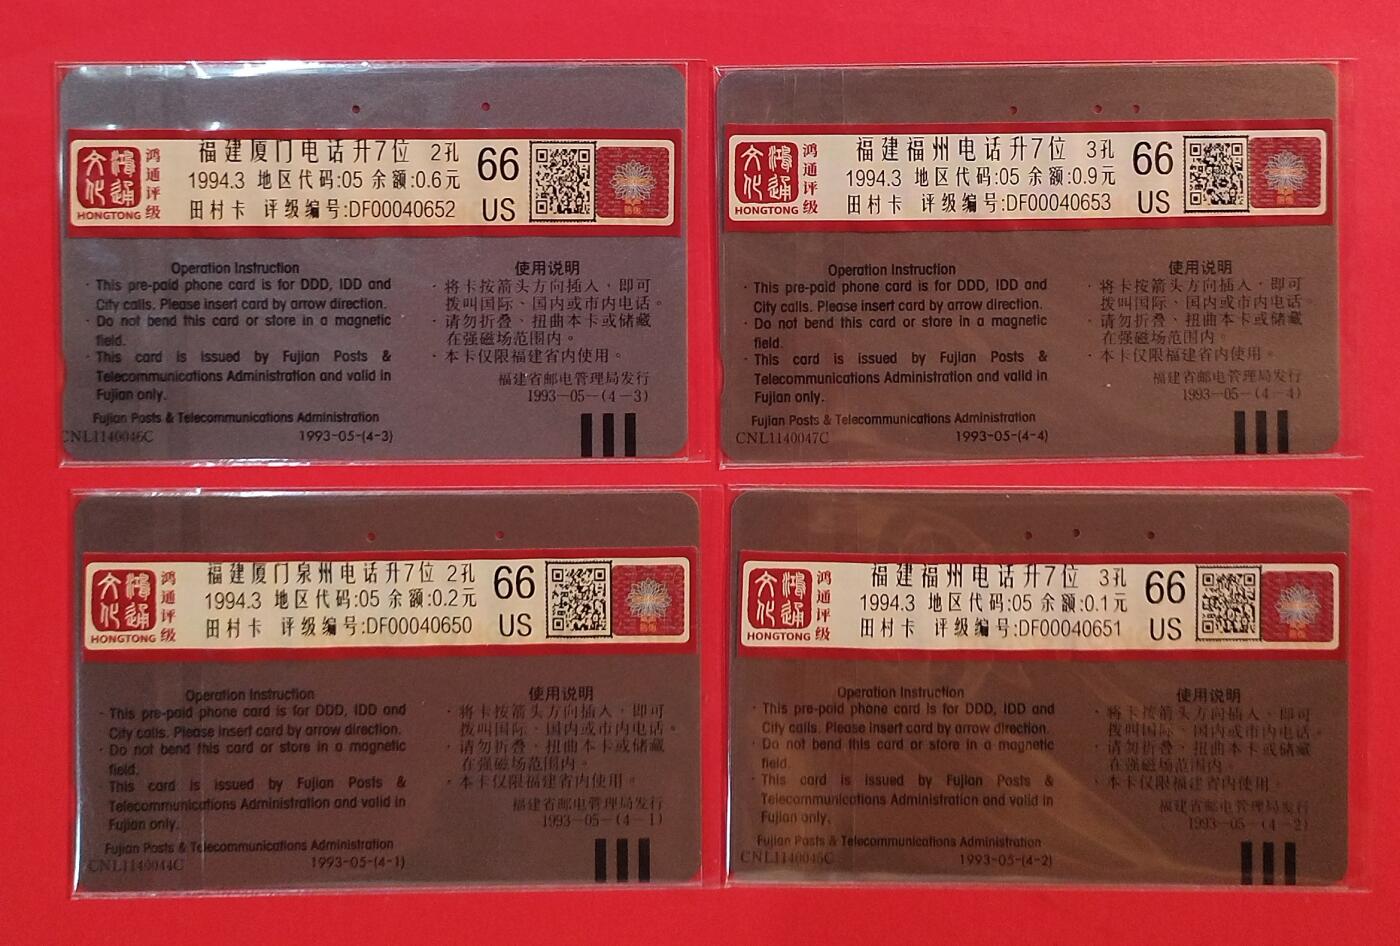 鸿通文化
HONGTONG
鸿通评级
福建厦门电话升7位 2孔
1994.3 地区代码:05 余额:0.6元
田村卡 评级编号:DF00040652
66
US
Operation Instruction
· This pre-paid phone card is for DDD, IDD and
City calls. Please insert card by arrow direction.
· Do not bend this card or store in a magnetic
field.
· This card is issued by Fujian Posts &
Telecommunications Administration and valid in
Fujian only.
Fujian Posts & Telecommunications Administration
CNL1140046C
1993-05-(4-3)
使用说明
· 将卡按箭头方向插入、即可
拨叫国际、国内或市内电话。
· 请勿折叠、扭曲本卡或储藏
在强磁场范围内。
· 本卡仅限福建省内使用。
福建省邮电管理局发行
1993—05—(4—3)
鸿通文化
HONGTONG
鸿通评级
福建福州电话升7位 3孔
1994.3 地区代码:05 余额:0.9元
田村卡 评级编号:DF00040653
66
US
Operation Instruction
· This pre-paid phone card is for DDD, IDD and
City calls. Please insert card by arrow direction.
· Do not bend this card or store in a magnetic
field.
· This card is issued by Fujian Posts &
Telecommunications Administration and valid in
Fujian only.
Fujian Posts & Telecommunications Administration
CNL1140047C
1993-05-(4-4)
使用说明
· 将卡按箭头方向插入、即可
拨叫国际、国内或市内电话。
· 请勿折叠、扭曲本卡或储藏
在强磁场范围内。
· 本卡仅限福建省内使用。
福建省邮电管理局发行
1993—05—(4—4)
鸿通文化
HONGTONG
鸿通评级
福建厦门泉州电话升7位 2孔
1994.3 地区代码:05 余额:0.2元
田村卡 评级编号:DF00040650
66
US
Operation Instruction
· This pre-paid phone card is for DDD, IDD and
City calls. Please insert card by arrow direction.
· Do not bend this card or store in a magnetic
field.
· This card is issued by Fujian Posts &
Telecommunications Administration and valid in
Fujian only.
Fujian Posts & Telecommunications Administration
CNL1140044C
1993-05-(4-1)
使用说明
· 将卡按箭头方向插入、即可
拨叫国际、国内或市内电话。
· 请勿折叠、扭曲本卡或储藏
在强磁场范围内。
· 本卡仅限福建省内使用。
福建省邮电管理局发行
1993—05—(4—1)
鸿通文化
HONGTONG
鸿通评级
福建福州电话升7位 3孔
1994.3 地区代码:05 余额:0.1元
田村卡 评级编号:DF00040651
66
US
Operation Instruction
· This pre-paid phone card is for DDD, IDD and
City calls. Please insert card by arrow direction.
· Do not bend this card or store in a magnetic
field.
· This card is issued by Fujian Posts &
Telecommunications Administration and valid in
Fujian only.
Fujian Posts & Telecommunications Administration
CNL1140045C
1993-05-(4-2)
使用说明
· 将卡按箭头方向插入、即可
拨叫国际、国内或市内电话。
· 请勿折叠、扭曲本卡或储藏
在强磁场范围内。
· 本卡仅限福建省内使用。
福建省邮电管理局发行
1993—05—(4—2)